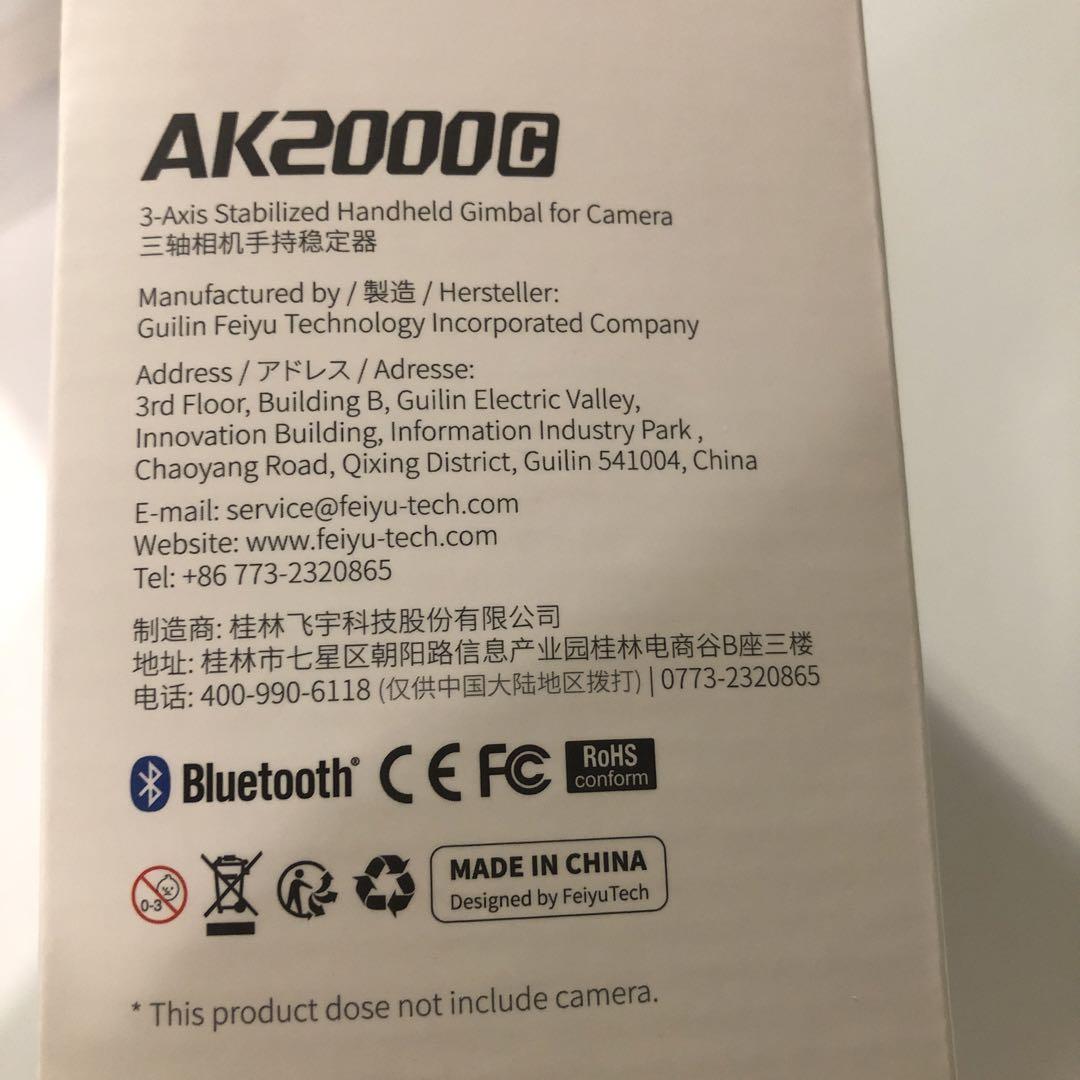 AK2000C
3-Axis Stabilized Handheld Gimbal for Camera
三轴相机手持稳定器
Manufactured by / 製造 / Hersteller:
Guilin Feiyu Technology Incorporated Company
Address / アドレス / Adresse:
3rd Floor, Building B, Guilin Electric Valley,
Innovation Building, Information Industry Park ,
Chaoyang Road, Qixing District, Guilin 541004, China
E-mail: service@feiyu-tech.com
Website: www.feiyu-tech.com
Tel: +86 773-2320865
制造商: 桂林飞宇科技股份有限公司
地址: 桂林市七星区朝阳路信息产业园桂林电商谷B座三楼
电话: 400-990-6118 (仅供中国大陆地区拨打) | 0773-2320865
Bluetooth® CE FC RoHS
conform
0-3
MADE IN CHINA
Designed by FeiyuTech
* This product dose not include camera.